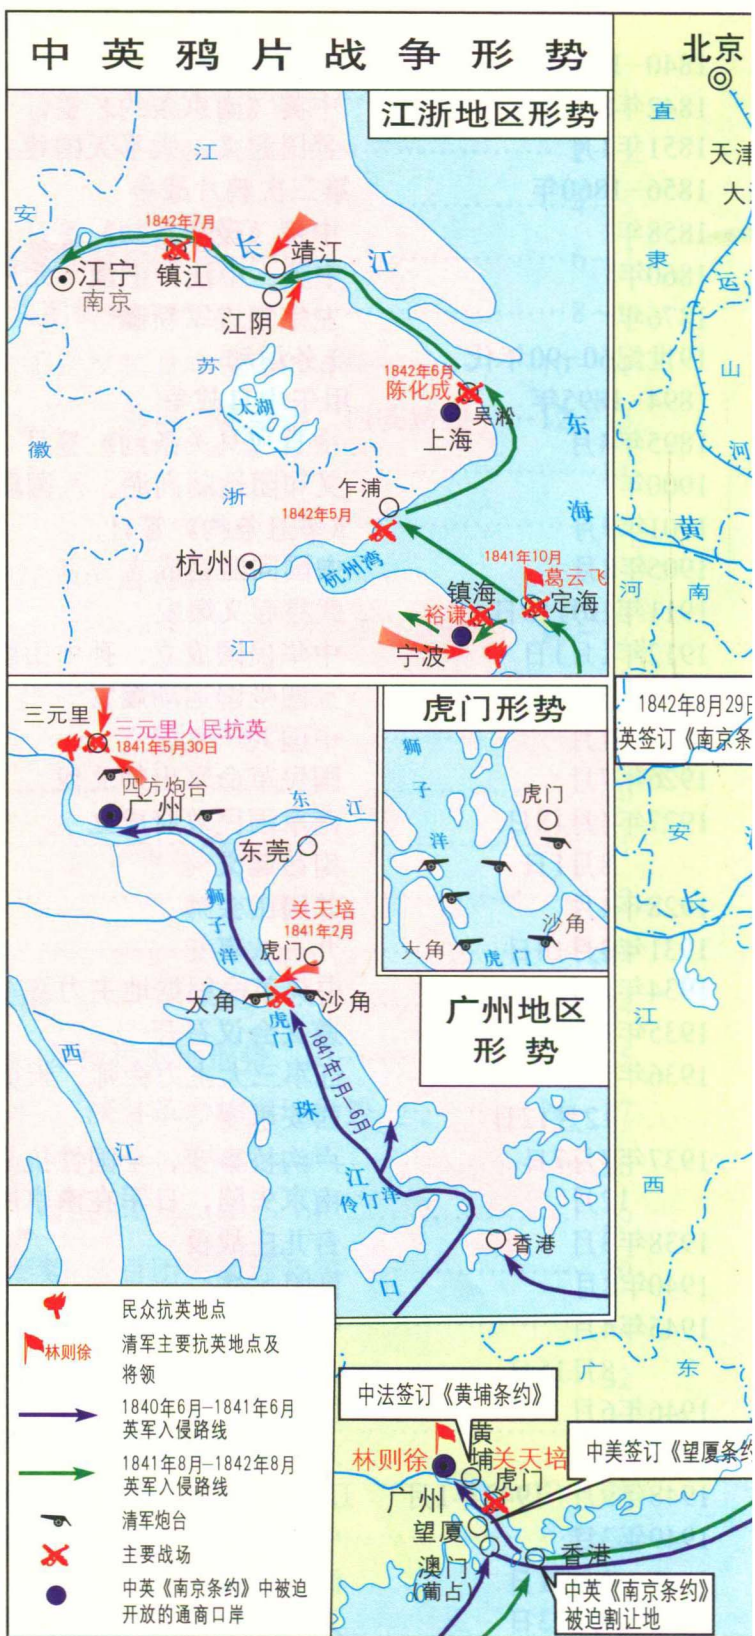 中英鸦片战争形势
北京
江浙地区形势
直
隶
天津
大
运
山
河
江
安
1842年7月
长
江
靖江
江宁
南京
镇江
江阴
苏
太湖
徽
浙
1842年6月
陈化成
吴淞
上海
东
海
黄
乍浦
1842年5月
杭州
杭州湾
1841年10月
葛云飞
镇海
定海
裕谦
宁波
江
河
南
1842年8月29日
英签订《南京条
三元里
三元里人民抗英
1841年5月30日
四方炮台
广州
东
江
东莞
狮
子
洋
关天培
1841年2月
虎门
大角
沙角
虎
门
1841年1月—6月
西
江
珠
江
口
伶仃洋
香港
虎门形势
狮
子
洋
虎门
沙角
大角
虎
门
广州地区
形势
安
长
江
西
民众抗英地点
林则徐
清军主要抗英地点及
将领
1840年6月—1841年6月
英军入侵路线
1841年8月—1842年8月
英军入侵路线
清军炮台
主要战场
中英《南京条约》中被迫
开放的通商口岸
广
东
中法签订《黄埔条约》
黄
埔
林则徐
关天培
广州
虎门
中美签订《望厦条约
望厦
澳门
(葡占)
香港
中英《南京条约》
被迫割让地